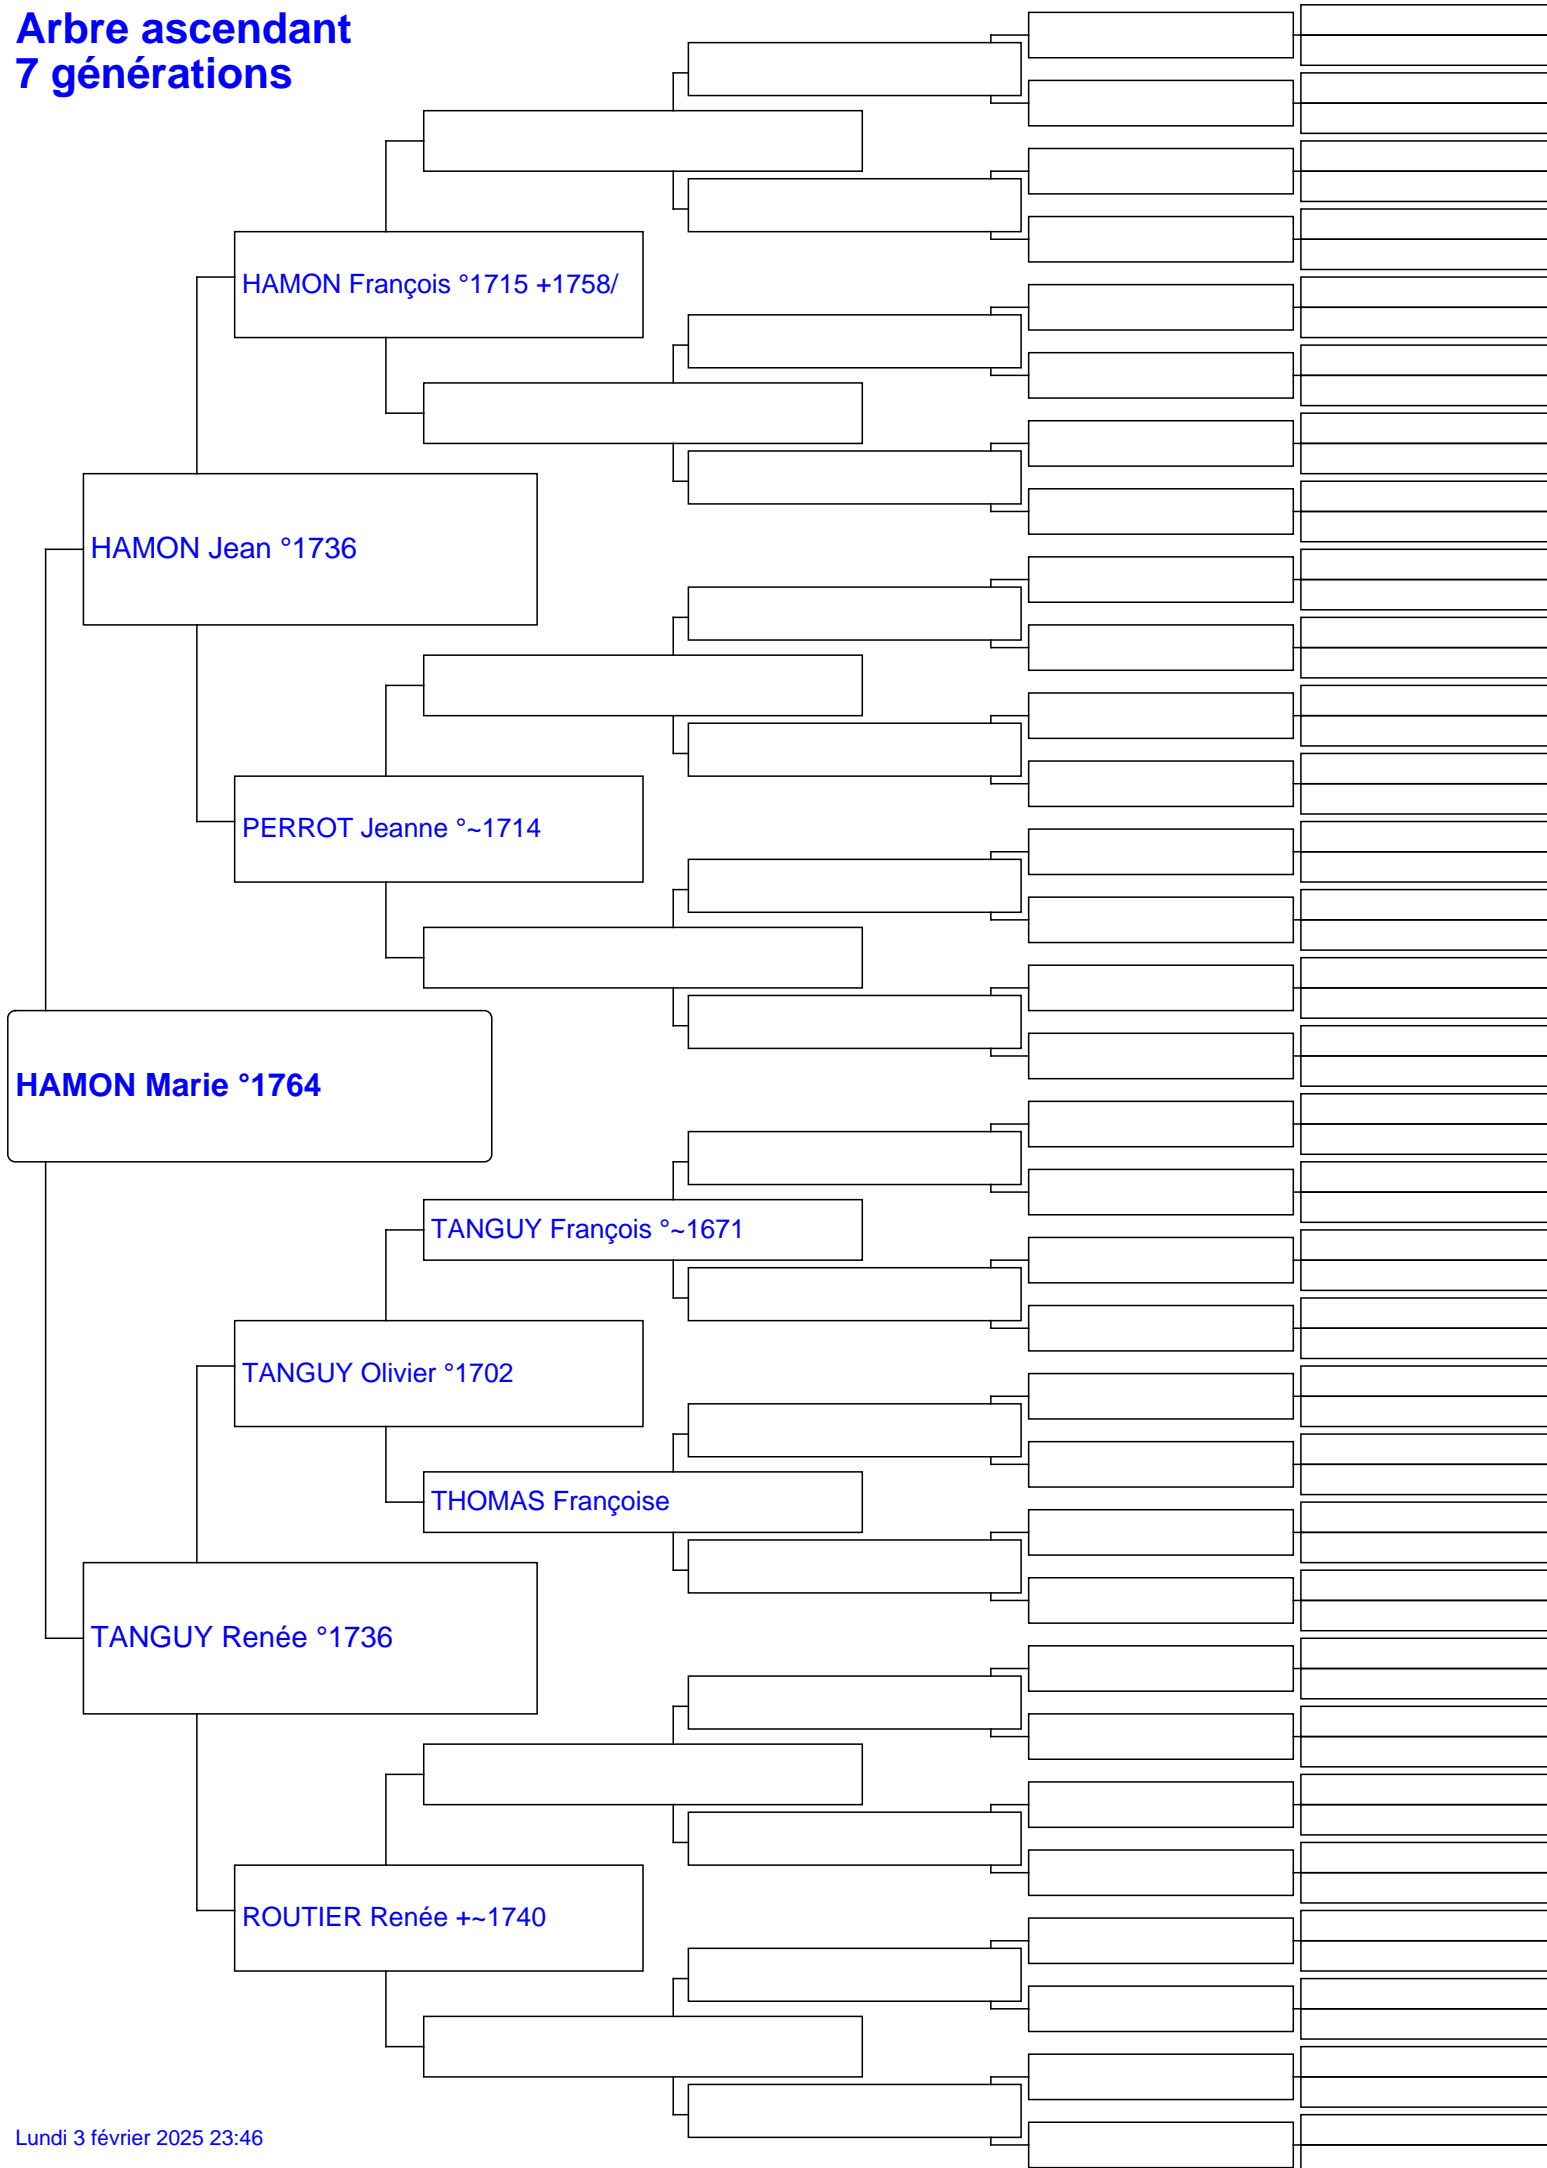 Arbre ascendant
7 générations
HAMON François °1715 +1758/
HAMON Jean °1736
PERROT Jeanne °~1714
HAMON Marie °1764
TANGUY François °~1671
TANGUY Olivier °1702
THOMAS Françoise
TANGUY Renée °1736
ROUTIER Renée +~1740
Lundi 3 février 2025 23:46